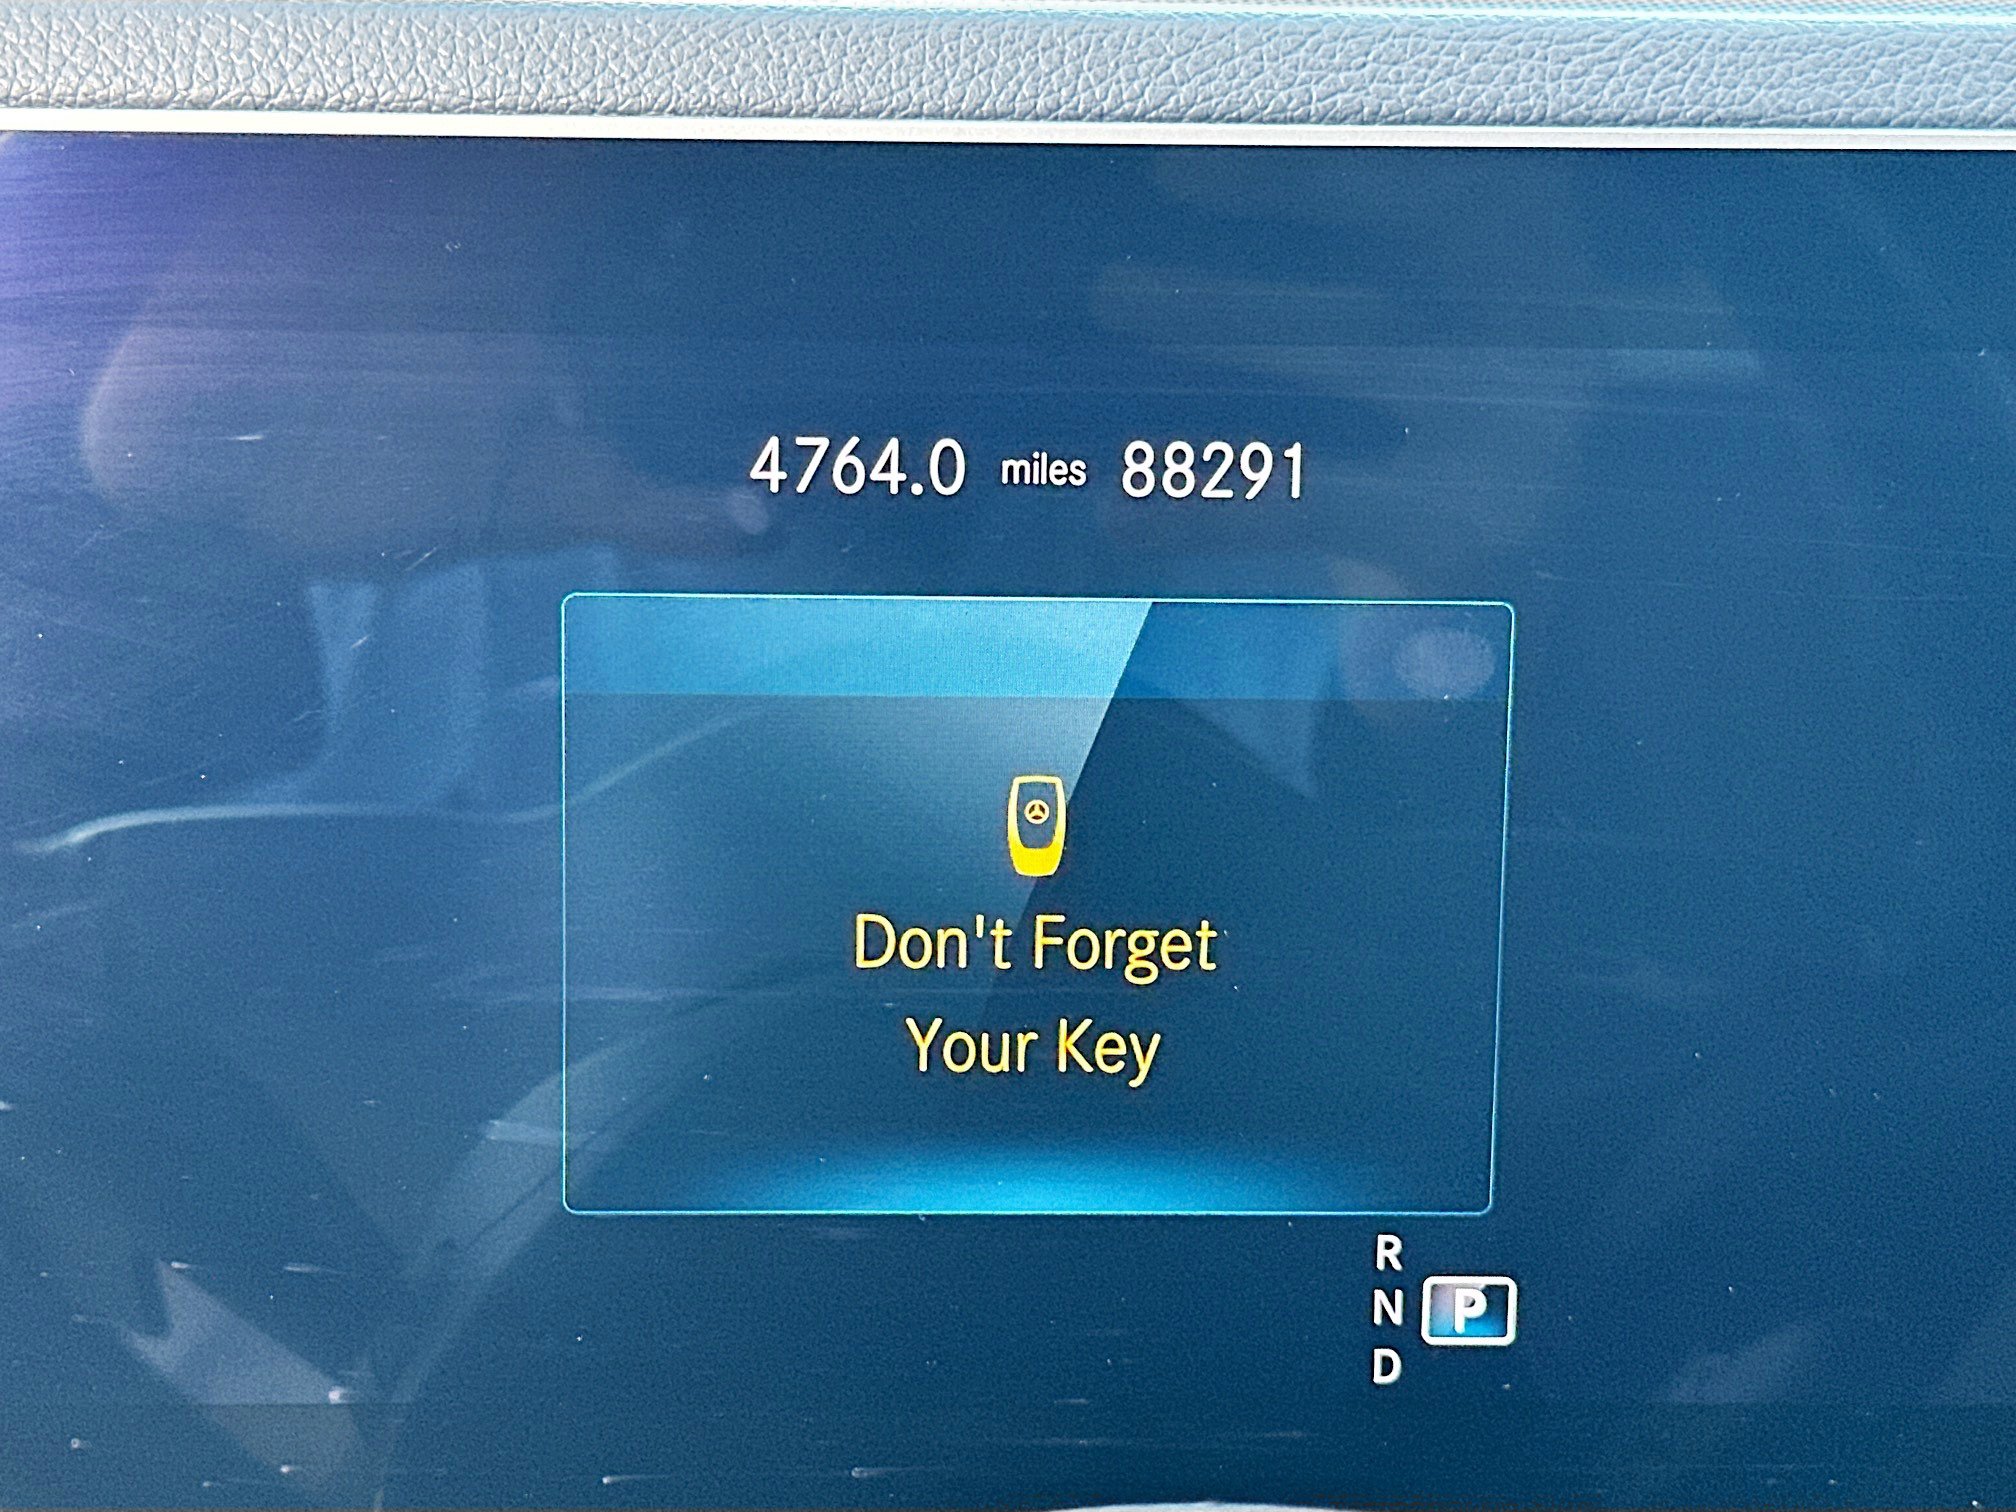 4764.0 miles 88291
Don't Forget
Your Key
R
N P
D